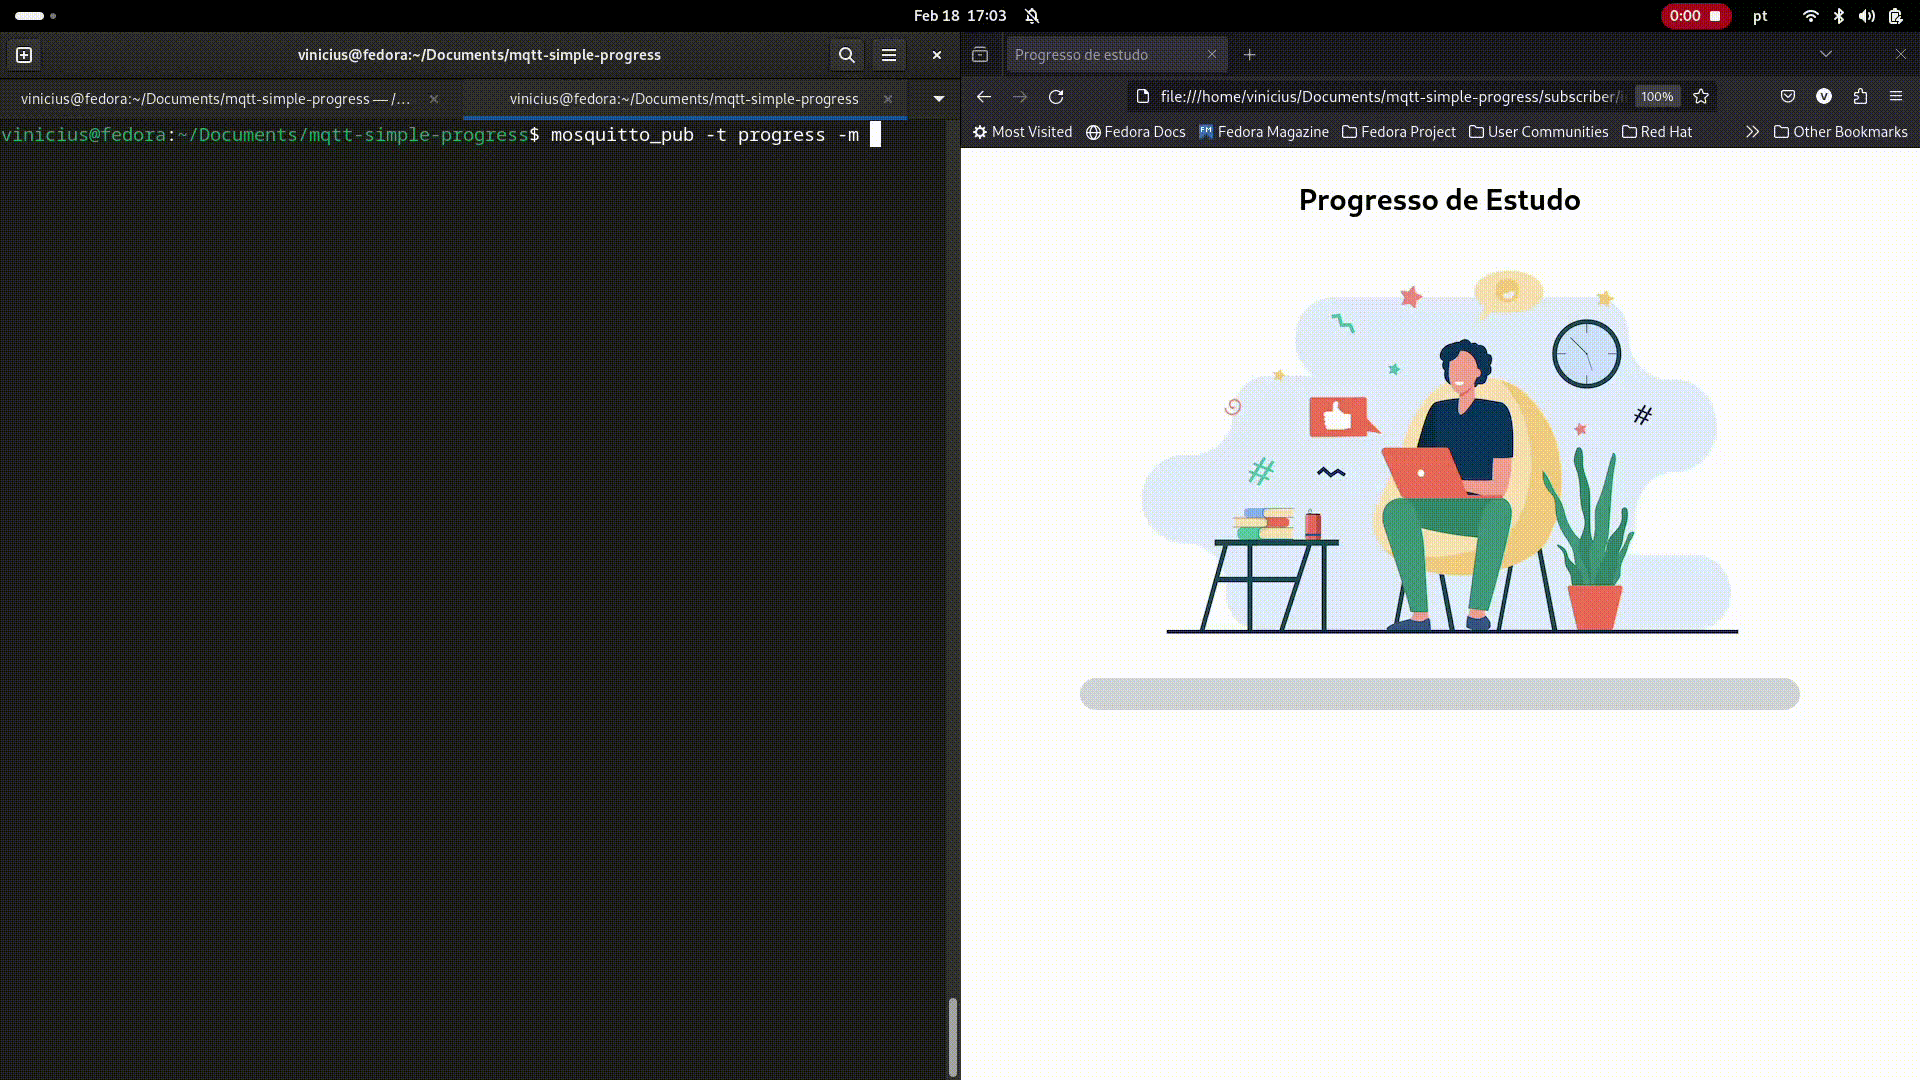 Feb 18 17:03
0:00
pt
vinicius@fedora:~/Documents/mqtt-simple-progress
vinicius@fedora:~/Documents/mqtt-simple-progress — /...
vinicius@fedora:~/Documents/mqtt-simple-progress
vinicius@fedora:~/Documents/mqtt-simple-progress$ mosquitto_pub -t progress -m
Progresso de estudo
file:///home/vinicius/Documents/mqtt-simple-progress/subscriber/
100%
V
Most Visited
Fedora Docs
FM
Fedora Magazine
Fedora Project
User Communities
Red Hat
Other Bookmarks
Progresso de Estudo
#
#